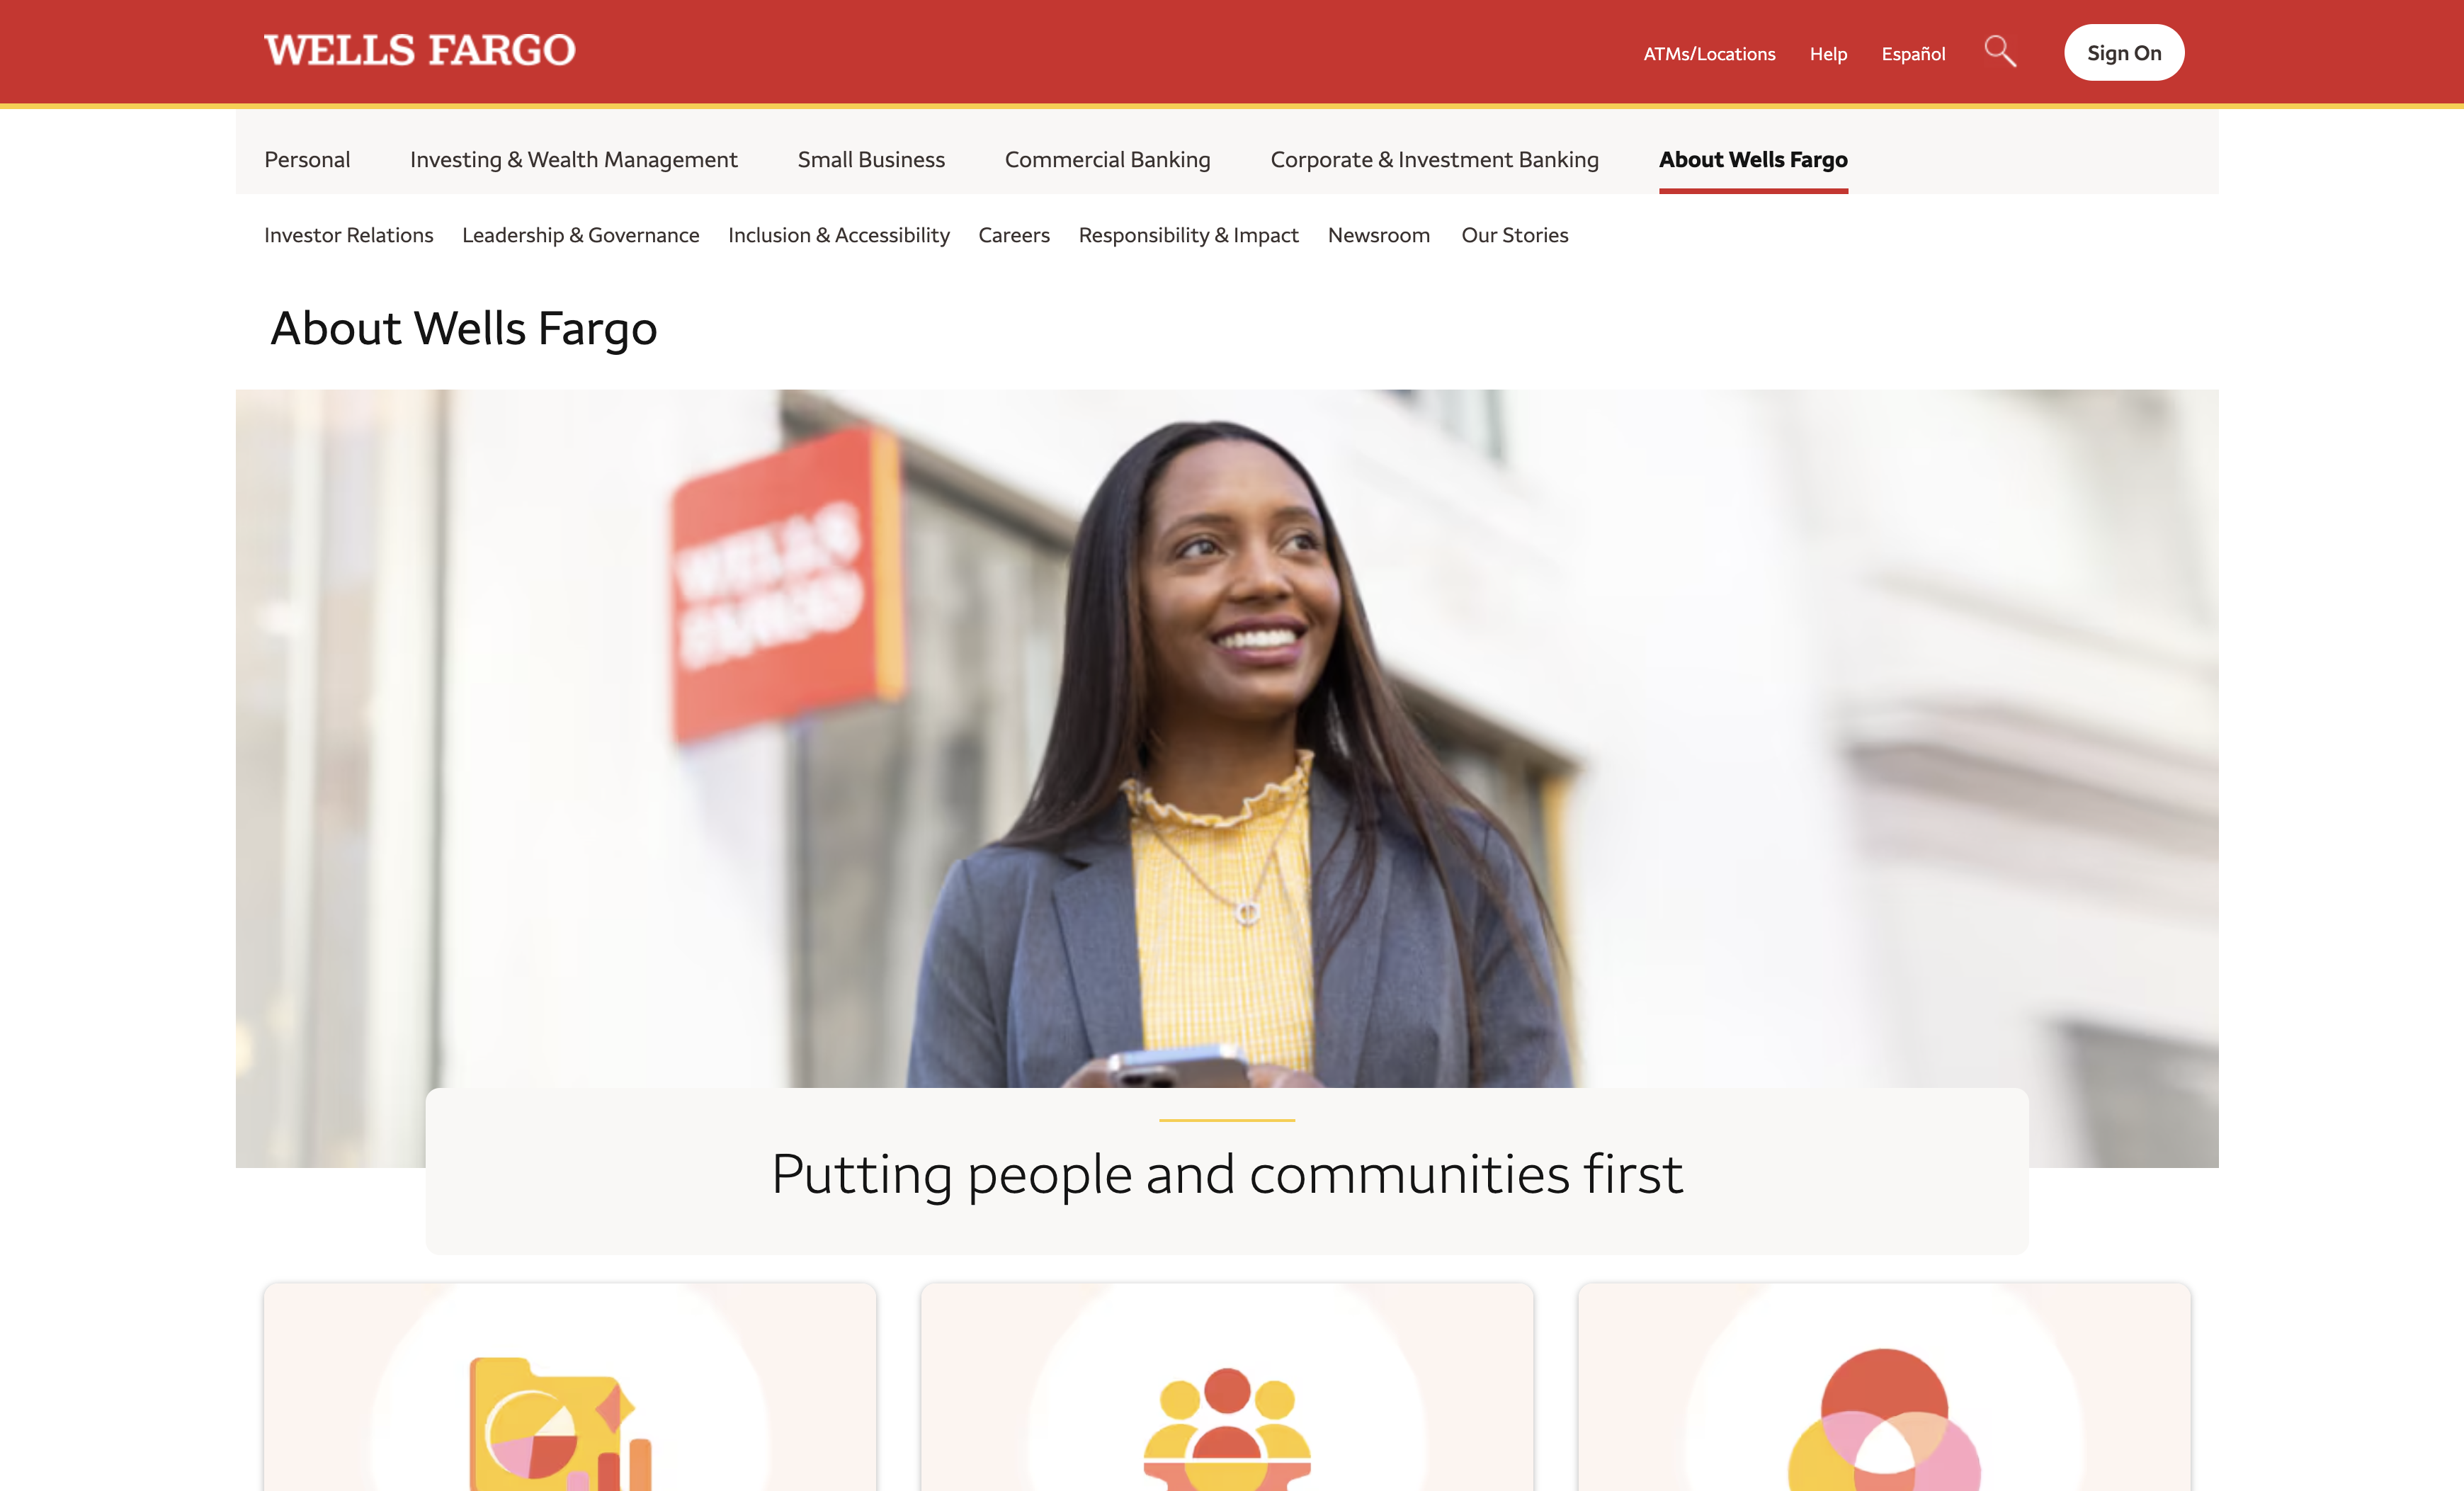 WELLS FARGO
ATMs/Locations Help Español Sign On
Personal Investing & Wealth Management Small Business Commercial Banking Corporate & Investment Banking About Wells Fargo
Investor Relations Leadership & Governance Inclusion & Accessibility Careers Responsibility & Impact Newsroom Our Stories
About Wells Fargo
WELLS
FARGO
Putting people and communities first